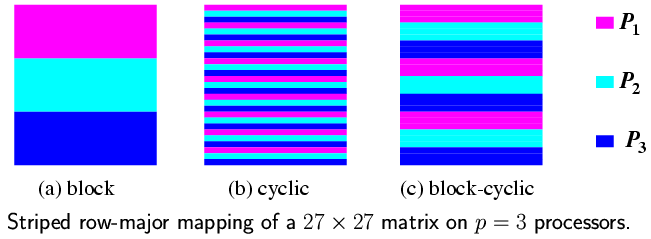 P1
P2
P3
(a) block (b) cyclic (c) block-cyclic
Striped row-major mapping of a 27 × 27 matrix on p = 3 processors.